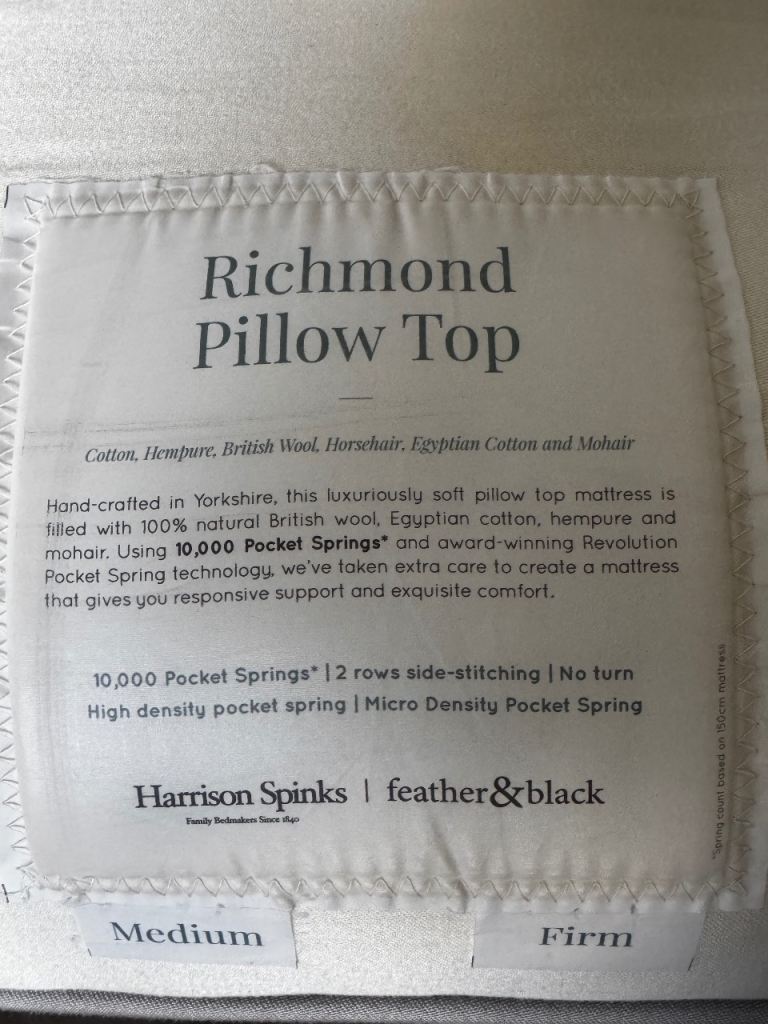 Richmond
Pillow Top
Cotton, Hempure, British Wool, Horsehair, Egyptian Cotton and Mohair
Hand-crafted in Yorkshire, this luxuriously soft pillow top mattress is
filled with 100% natural British wool, Egyptian cotton, hempure and
mohair. Using 10,000 Pocket Springs* and award-winning Revolution
Pocket Spring technology, we've taken extra care to create a mattress
that gives you responsive support and exquisite comfort.
10,000 Pocket Springs* | 2 rows side-stitching | No turn
High density pocket spring | Micro Density Pocket Spring
Harrison Spinks | feather&black
Family Bedmakers Since 1840
*Spring count based on 150cm mattress
Medium
Firm